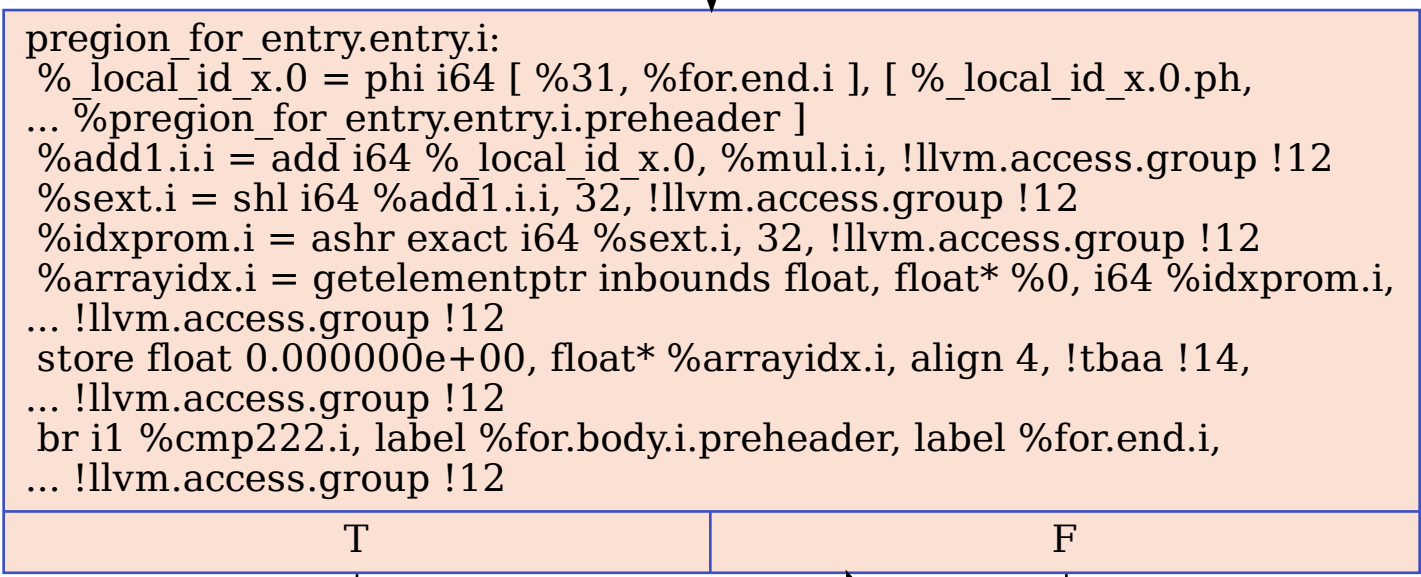 pregion_for_entry.entry.i:
%_local_id_x.0 = phi i64 [ %31, %for.end.i ], [ %_local_id_x.0.ph,
... %pregion_for_entry.entry.i.preheader ]
%add1.i.i = add i64 %_local_id_x.0, %mul.i.i, !llvm.access.group !12
%sext.i = shl i64 %add1.i.i, 32, !llvm.access.group !12
%idxprom.i = ashr exact i64 %sext.i, 32, !llvm.access.group !12
%arrayidx.i = getelementptr inbounds float, float* %0, i64 %idxprom.i,
... !llvm.access.group !12
store float 0.000000e+00, float* %arrayidx.i, align 4, !tbaa !14,
... !llvm.access.group !12
br i1 %cmp222.i, label %for.body.i.preheader, label %for.end.i,
... !llvm.access.group !12
T
F